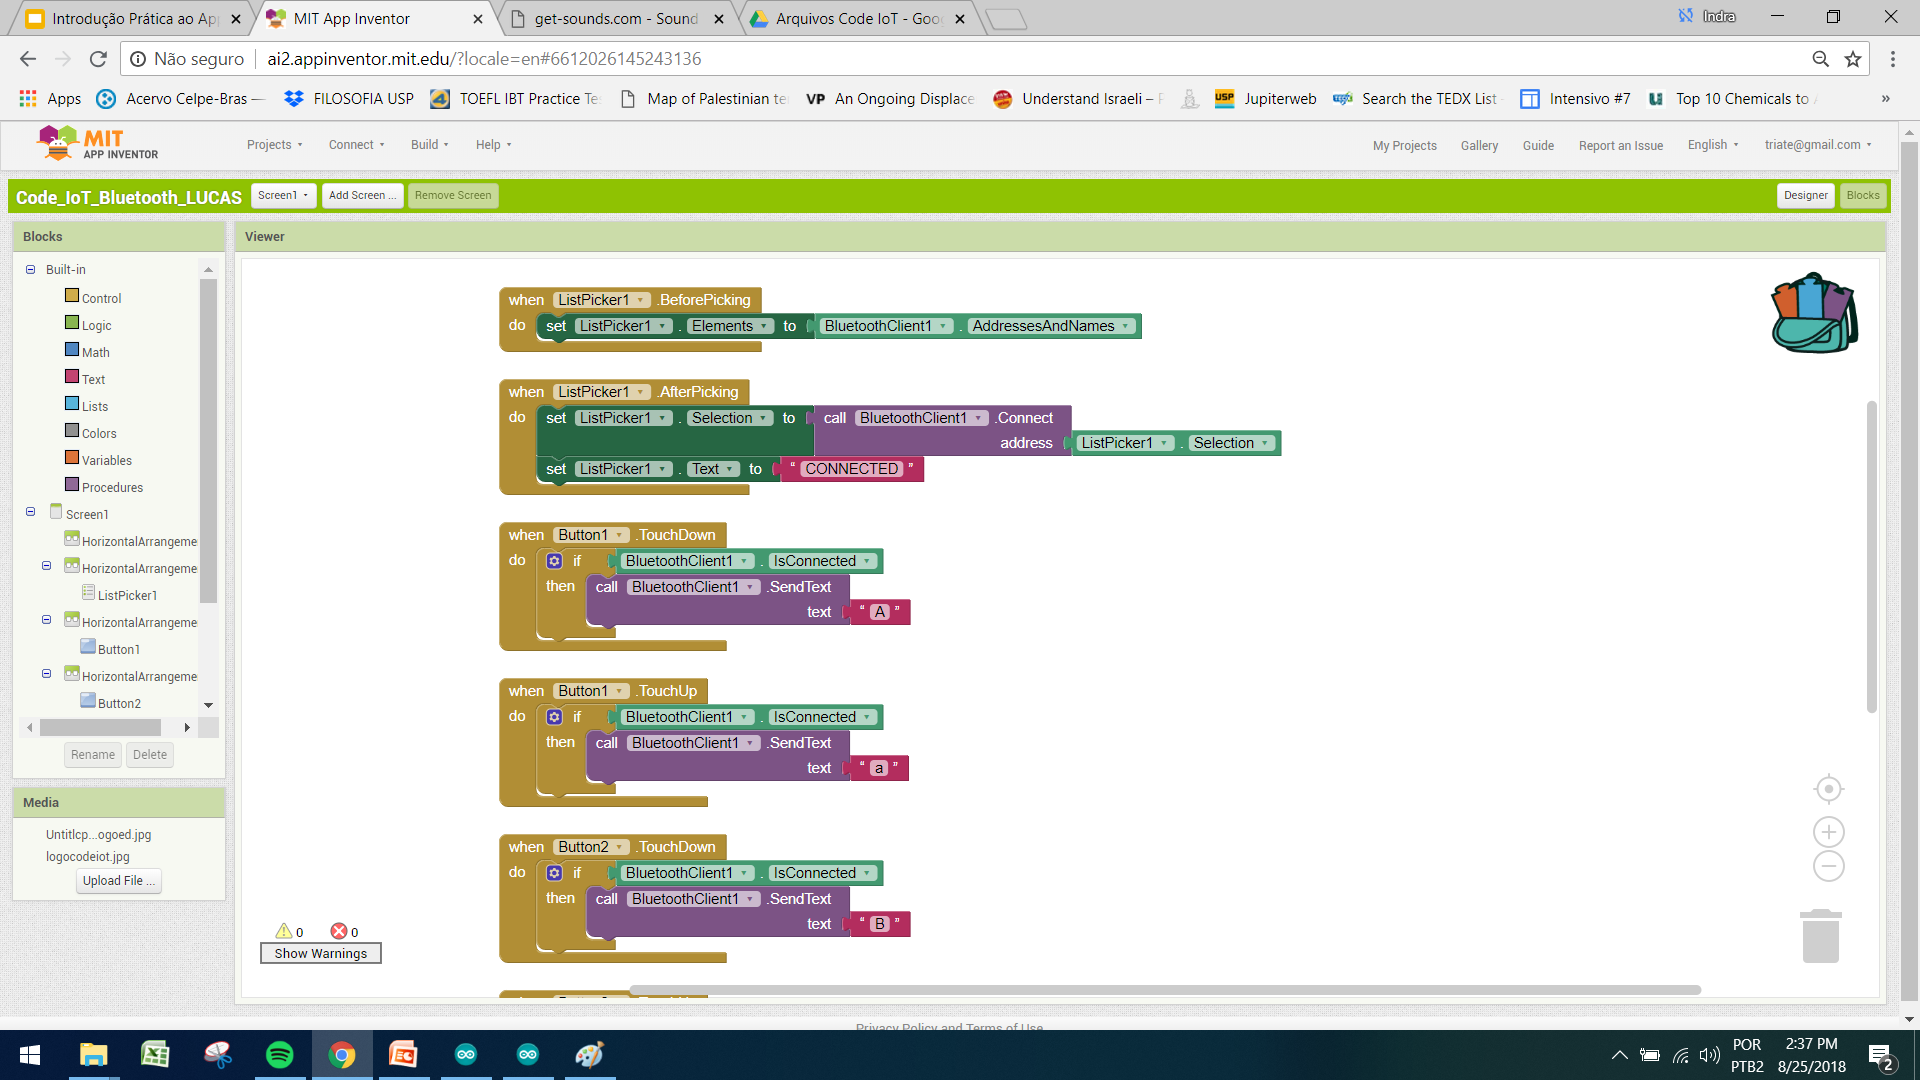 Introdução Prática ao Ap
MIT App Inventor
get-sounds.com - Sound
Arquivos Code IoT - Goo
Indra
Não seguro
ai2.appinventor.mit.edu/?locale=en#6612026145243136
Apps
Acervo Celpe-Bras —
FILOSOFIA USP
TOEFL IBT Practice Te
Map of Palestinian te
VP An Ongoing Displace
Understand Israeli –
USP Jupiterweb
Search the TEDX List
Intensivo #7
Top 10 Chemicals to
»
MIT
APP INVENTOR
Projects
Connect
Build
Help
My Projects
Gallery
Guide
Report an Issue
English
triate@gmail.com
Code_IoT_Bluetooth_LUCAS
Screen1
Add Screen ...
Remove Screen
Designer
Blocks
Blocks
Built-in
Control
Logic
Math
Text
Lists
Colors
Variables
Procedures
Screen1
HorizontalArrangeme
HorizontalArrangeme
ListPicker1
HorizontalArrangeme
Button1
HorizontalArrangeme
Button2
Rename
Delete
Media
Untitlcp...ogoed.jpg
logocodeiot.jpg
Upload File ...
Viewer
when ListPicker1 .BeforePicking
do set ListPicker1 . Elements to BluetoothClient1 . AddressesAndNames
when ListPicker1 .AfterPicking
do set ListPicker1 . Selection to call BluetoothClient1 .Connect
address ListPicker1 . Selection
set ListPicker1 . Text to “ CONNECTED ”
when Button1 .TouchDown
do if BluetoothClient1 . IsConnected
then call BluetoothClient1 .SendText
text “ A ”
when Button1 .TouchUp
do if BluetoothClient1 . IsConnected
then call BluetoothClient1 .SendText
text “ a ”
when Button2 .TouchDown
do if BluetoothClient1 . IsConnected
then call BluetoothClient1 .SendText
text “ B ”
0 0
Show Warnings
Privacy Policy and Terms of Use
POR
PTB2
2:37 PM
8/25/2018
2